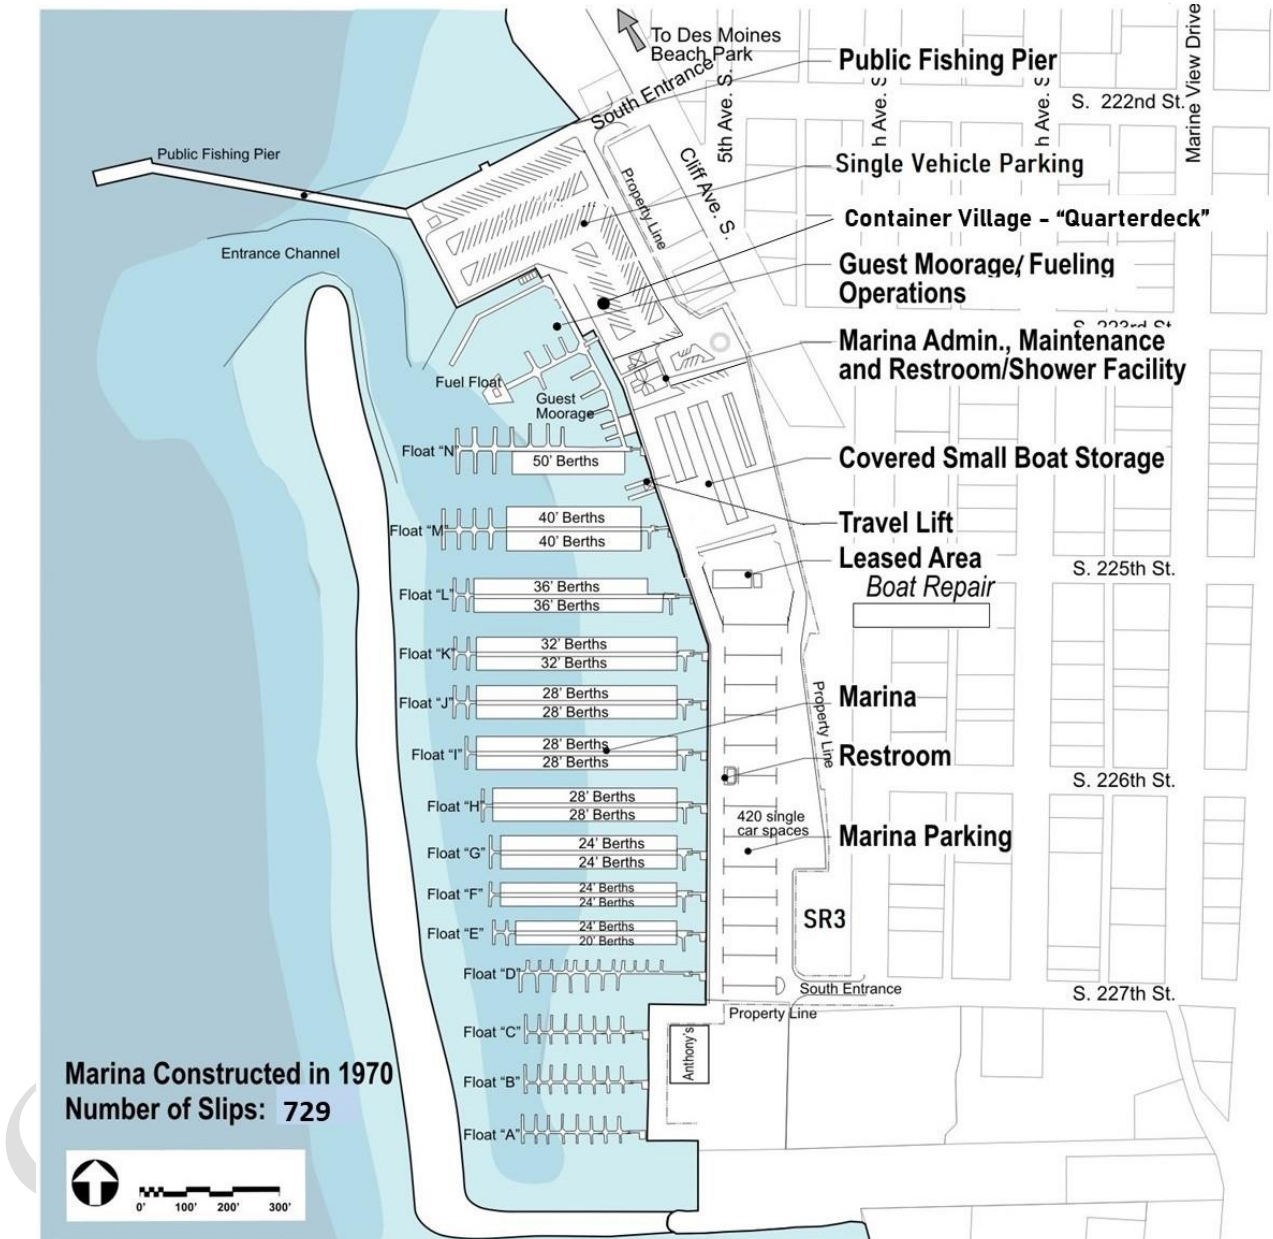 To Des Moines
Beach Park
South Entrance
5th Ave. S.
h Ave. S
h Ave. S
Marine View Drive
S. 222nd St.
Cliff Ave. S.
Property Line
Public Fishing Pier
Public Fishing Pier
Single Vehicle Parking
Container Village - “Quarterdeck”
Entrance Channel
Guest Moorage/ Fueling
Operations
S. 223rd St.
Marina Admin., Maintenance
and Restroom/Shower Facility
Fuel Float
Guest
Moorage
Float “N”
50’ Berths
Covered Small Boat Storage
Travel Lift
Float “M”
40’ Berths
40’ Berths
Leased Area
Boat Repair
S. 225th St.
Float “L”
36’ Berths
36’ Berths
Float “K”
32’ Berths
32’ Berths
Float “J”
28’ Berths
28’ Berths
Marina
Property Line
Float “I”
28’ Berths
28’ Berths
Restroom
S. 226th St.
Float “H”
28’ Berths
28’ Berths
420 single
car spaces
Marina Parking
Float “G”
24’ Berths
24’ Berths
Float “F”
24’ Berths
24’ Berths
SR3
Float “E”
24’ Berths
20’ Berths
Float “D”
South Entrance
S. 227th St.
Property Line
Float “C”
Anthony's
Float “B”
Float “A”
Marina Constructed in 1970
Number of Slips: 729
0' 100' 200' 300'